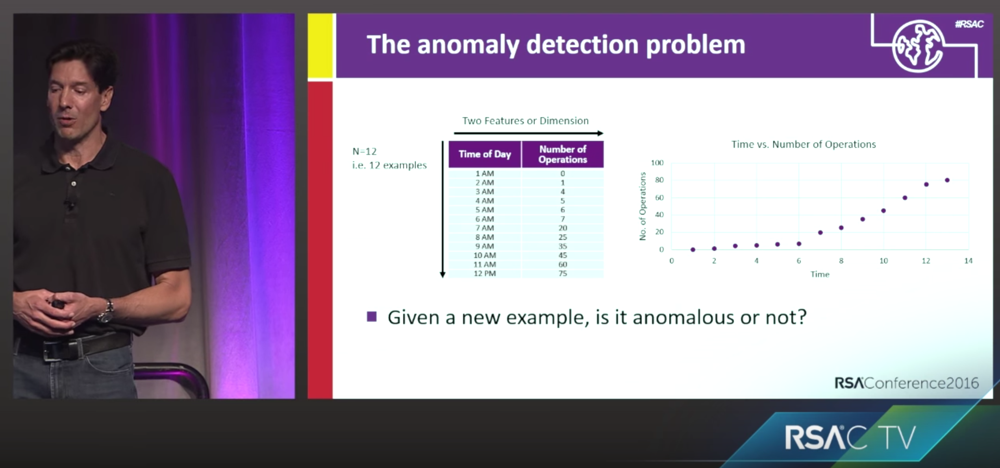 The anomaly detection problem
#RSAC
Two Features or Dimension
N=12
i.e. 12 examples
Time of Day Number of Operations
1 AM 0
2 AM 1
3 AM 4
4 AM 5
5 AM 6
6 AM 7
7 AM 20
8 AM 25
9 AM 35
10 AM 45
11 AM 60
12 PM 75
Time vs. Number of Operations
No. of Operations
100
80
60
40
20
0
0 2 4 6 8 10 12 14
Time
Given a new example, is it anomalous or not?
RSAConference2016
RSA®C TV